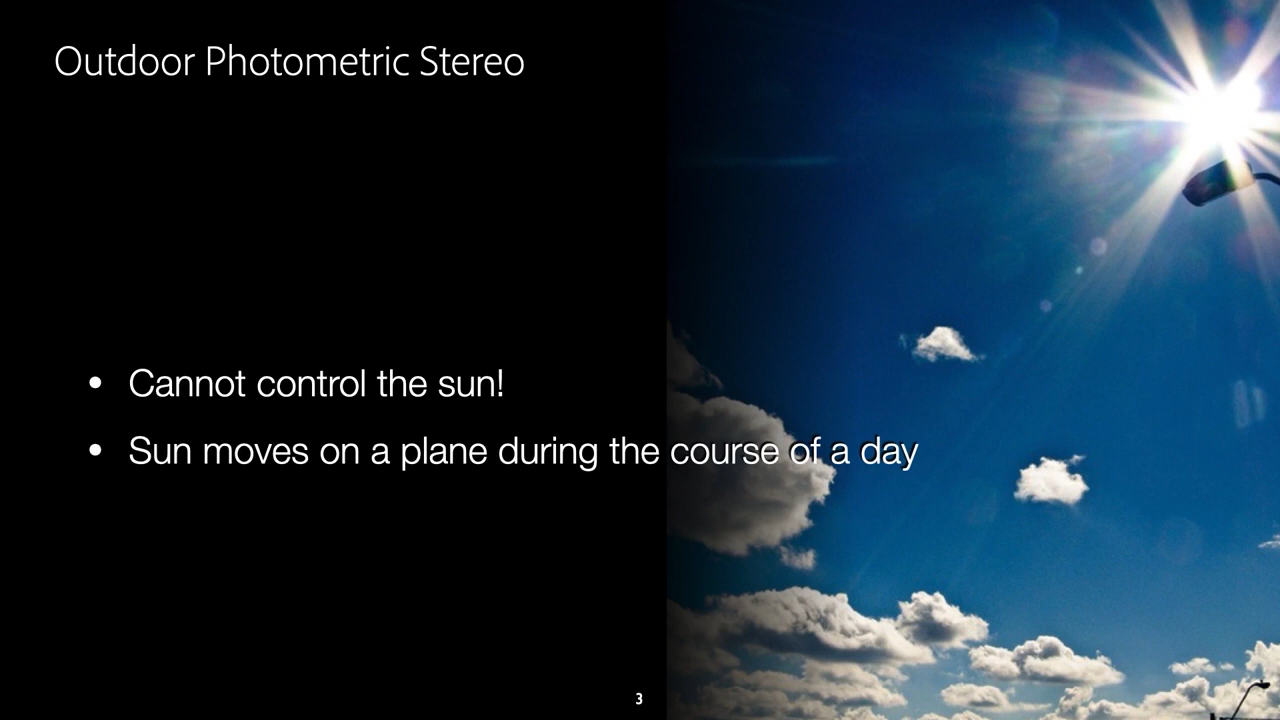 Outdoor Photometric Stereo
• Cannot control the sun!
• Sun moves on a plane during the course of a day
3